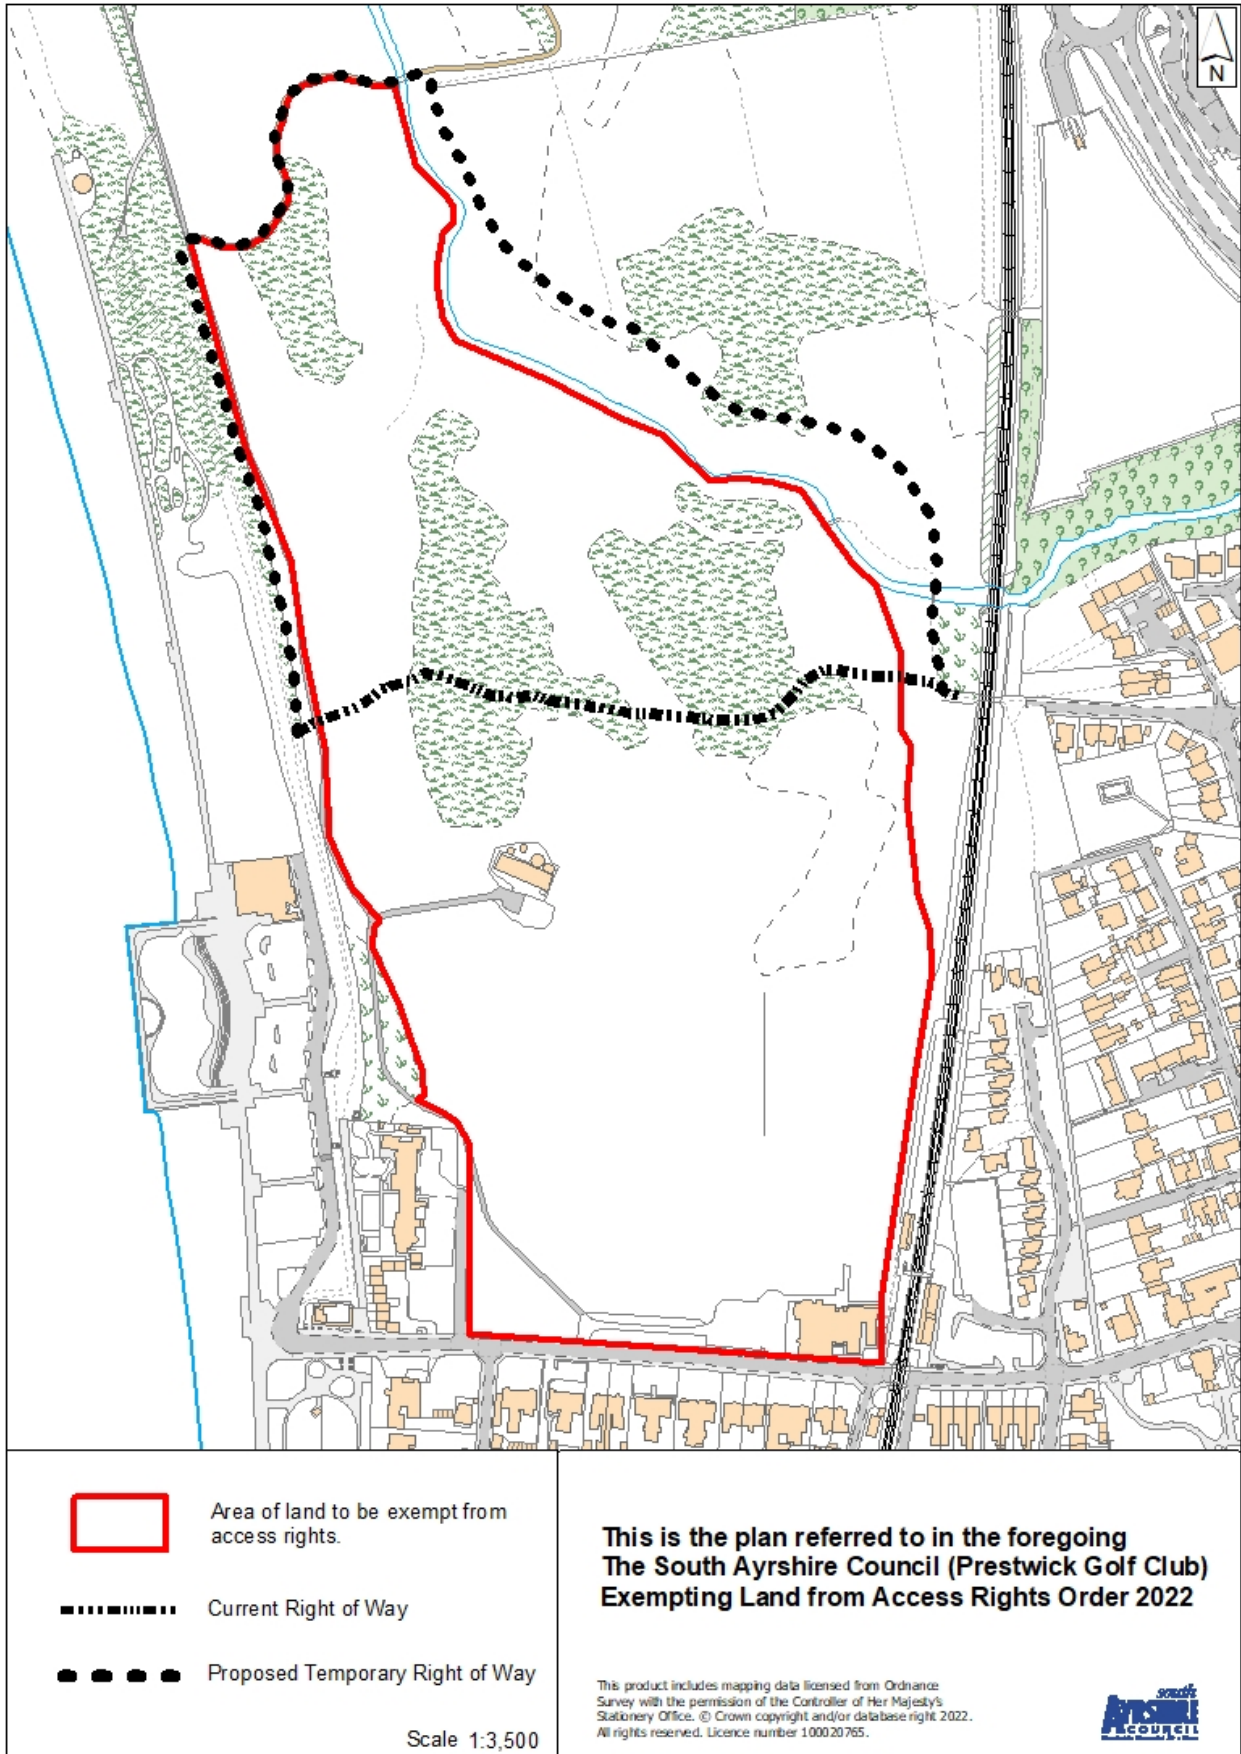 N
Area of land to be exempt from
access rights.
Current Right of Way
Proposed Temporary Right of Way
Scale 1:3,500
This is the plan referred to in the foregoing
The South Ayrshire Council (Prestwick Golf Club)
Exempting Land from Access Rights Order 2022
This product includes mapping data licensed from Ordnance
Survey with the permission of the Controller of Her Majesty's
Stationery Office. © Crown copyright and/or database right 2022.
All rights reserved. Licence number 100020765.
south
AYRSHIRE
COUNCIL